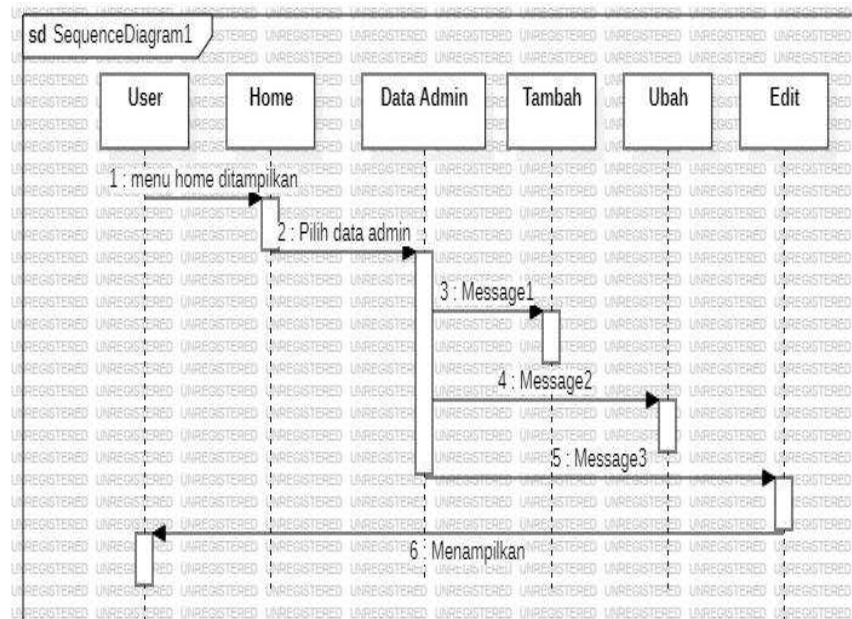 sd SequenceDiagram1
User
Home
Data Admin
Tambah
Ubah
Edit
1 : menu home ditampilkan
2 : Pilih data admin
3 : Message1
4 : Message2
5 : Message3
6 : Menampilkan
UNREGISTERED